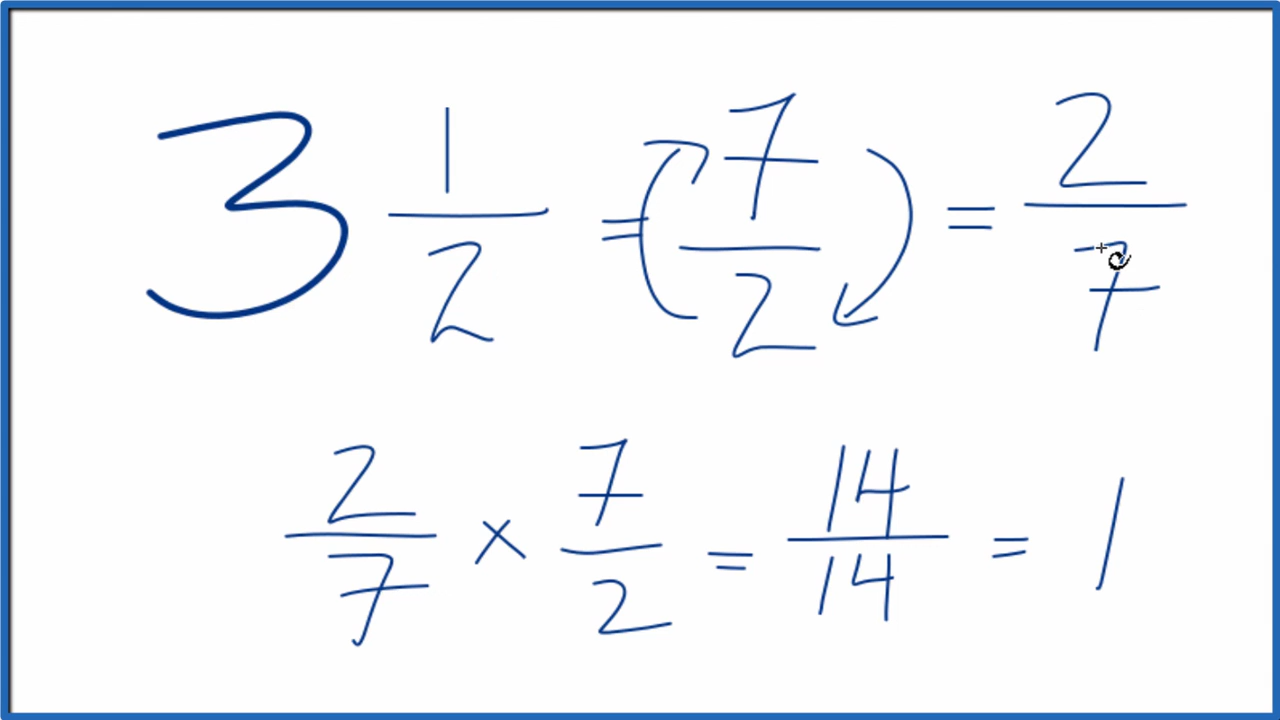 3 1/2 = 7/2 = 2/7
2/7 × 7/2 = 14/14 = 1